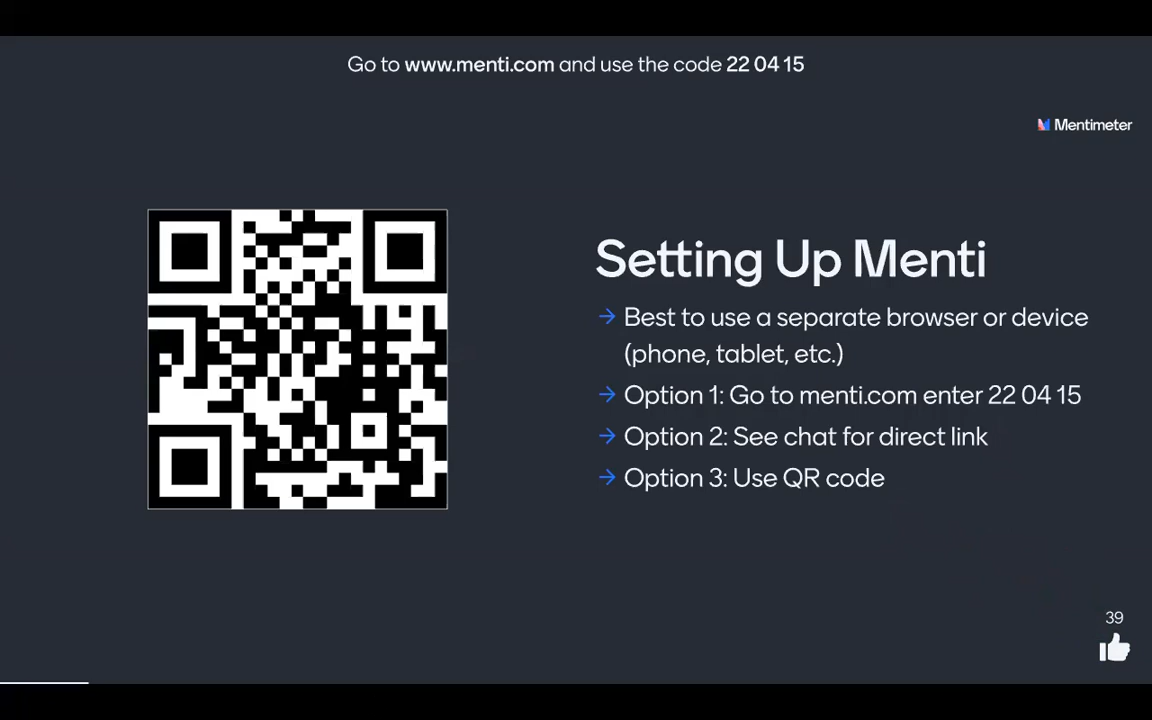 Go to www.menti.com and use the code 22 04 15
Mentimeter
Setting Up Menti
→ Best to use a separate browser or device
(phone, tablet, etc.)
→ Option 1: Go to menti.com enter 22 04 15
→ Option 2: See chat for direct link
→ Option 3: Use QR code
39